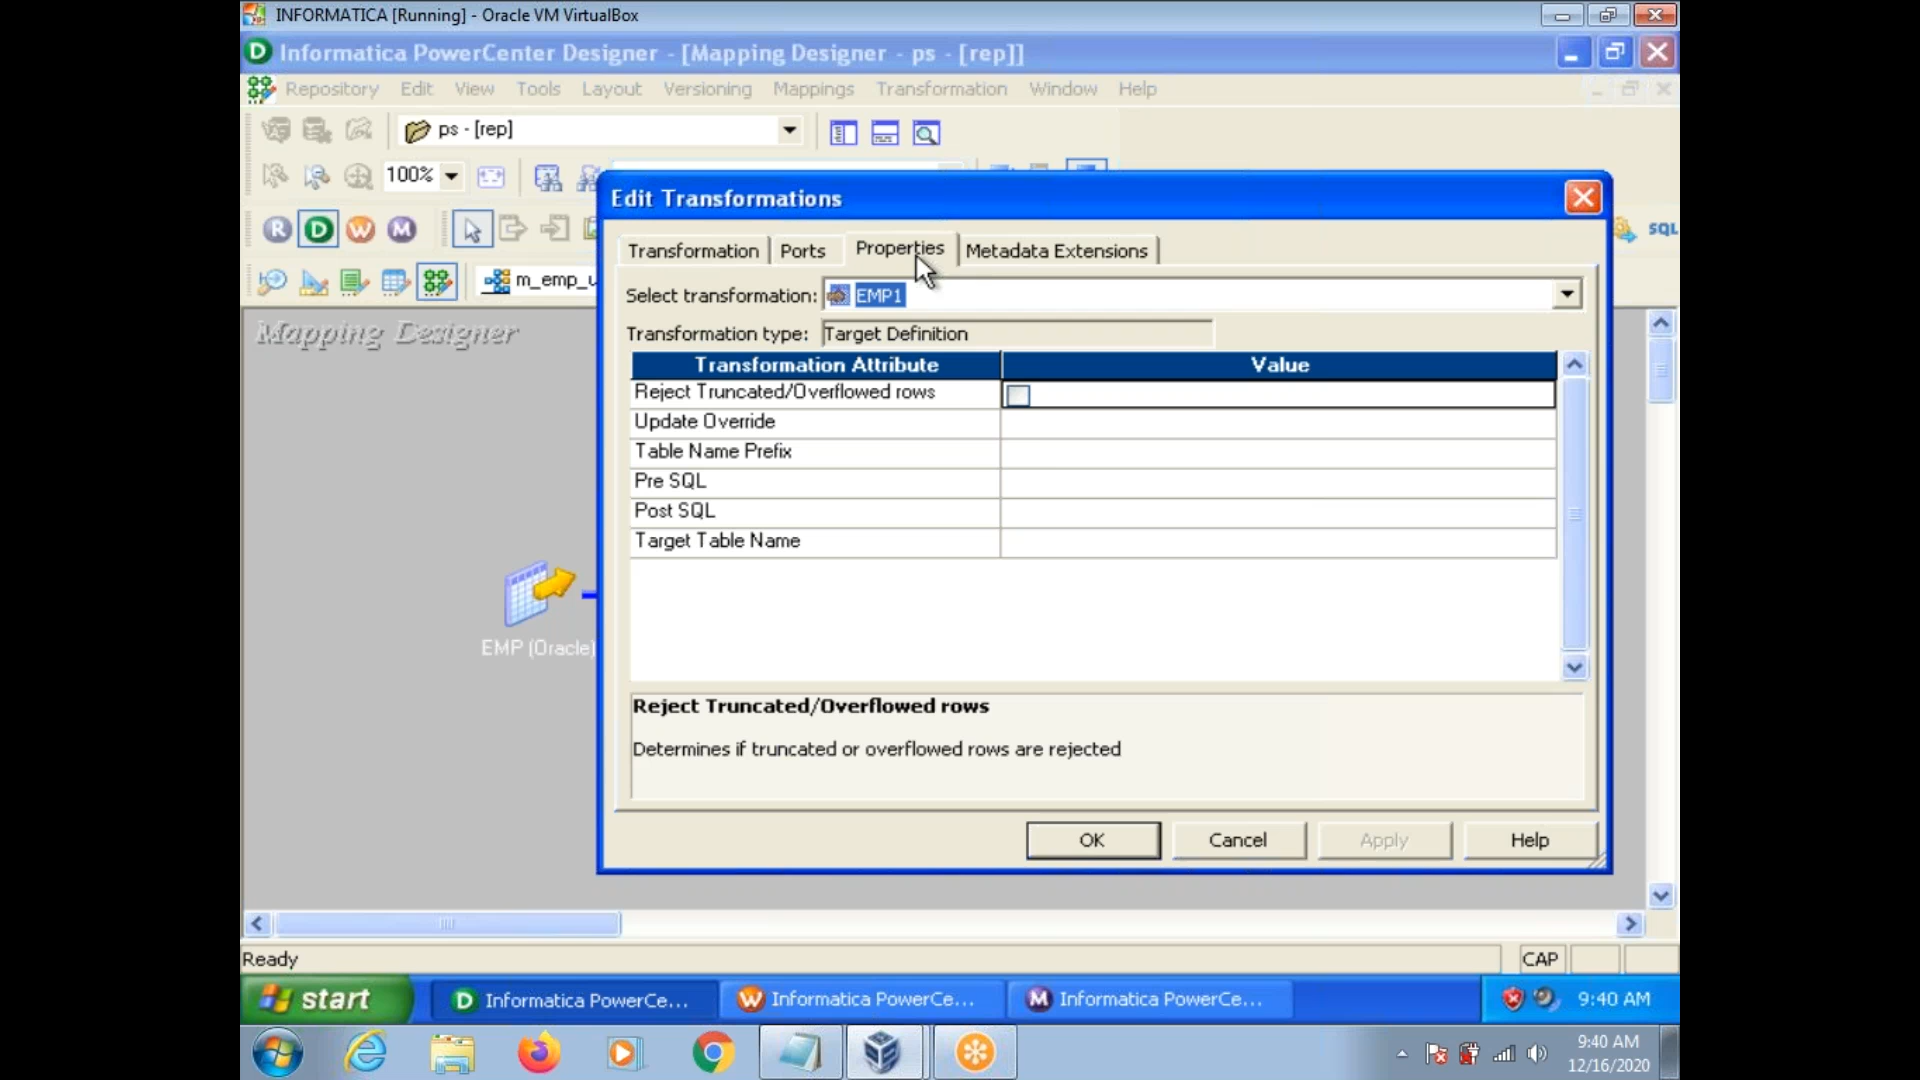 INFORMATICA [Running] - Oracle VM VirtualBox
Informatica PowerCenter Designer - [Mapping Designer - ps - [rep]]
Repository Edit View Tools Layout Versioning Mappings Transformation Window Help
ps - [rep]
100%
Edit Transformations
R D W M
SQL
Transformation Ports Properties Metadata Extensions
m_emp_u
Select transformation: EMP1
Mapping Designer
Transformation type: Target Definition
Transformation Attribute Value
Reject Truncated/Overflowed rows
Update Override
Table Name Prefix
Pre SQL
Post SQL
Target Table Name
EMP (Oracle)
Reject Truncated/Overflowed rows
Determines if truncated or overflowed rows are rejected
OK Cancel Apply Help
Ready CAP
start D Informatica PowerCe... W Informatica PowerCe... M Informatica PowerCe... 9:40 AM
9:40 AM
12/16/2020